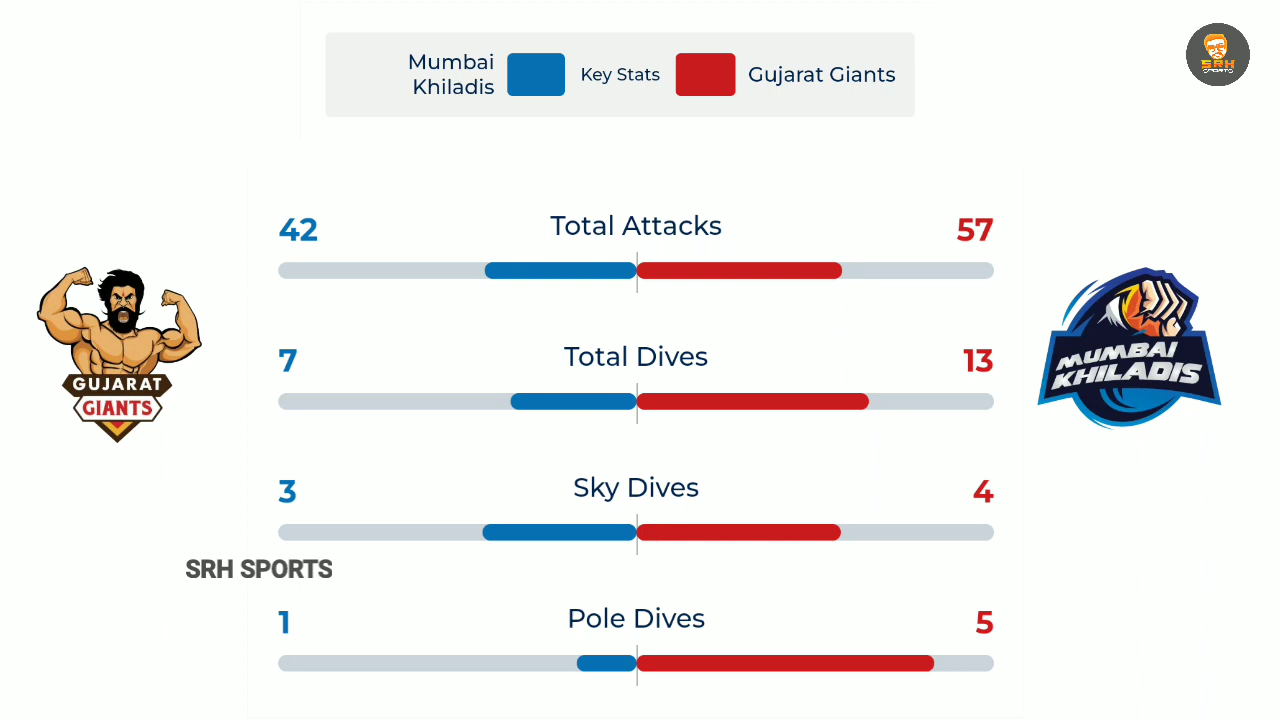 Mumbai
Khiladis
Key Stats
Gujarat Giants
SRH
SPORTS
42
Total Attacks
57
7
Total Dives
13
GUJARAT
GIANTS
MUMBAI
KHILADIS
3
Sky Dives
4
SRH SPORTS
1
Pole Dives
5